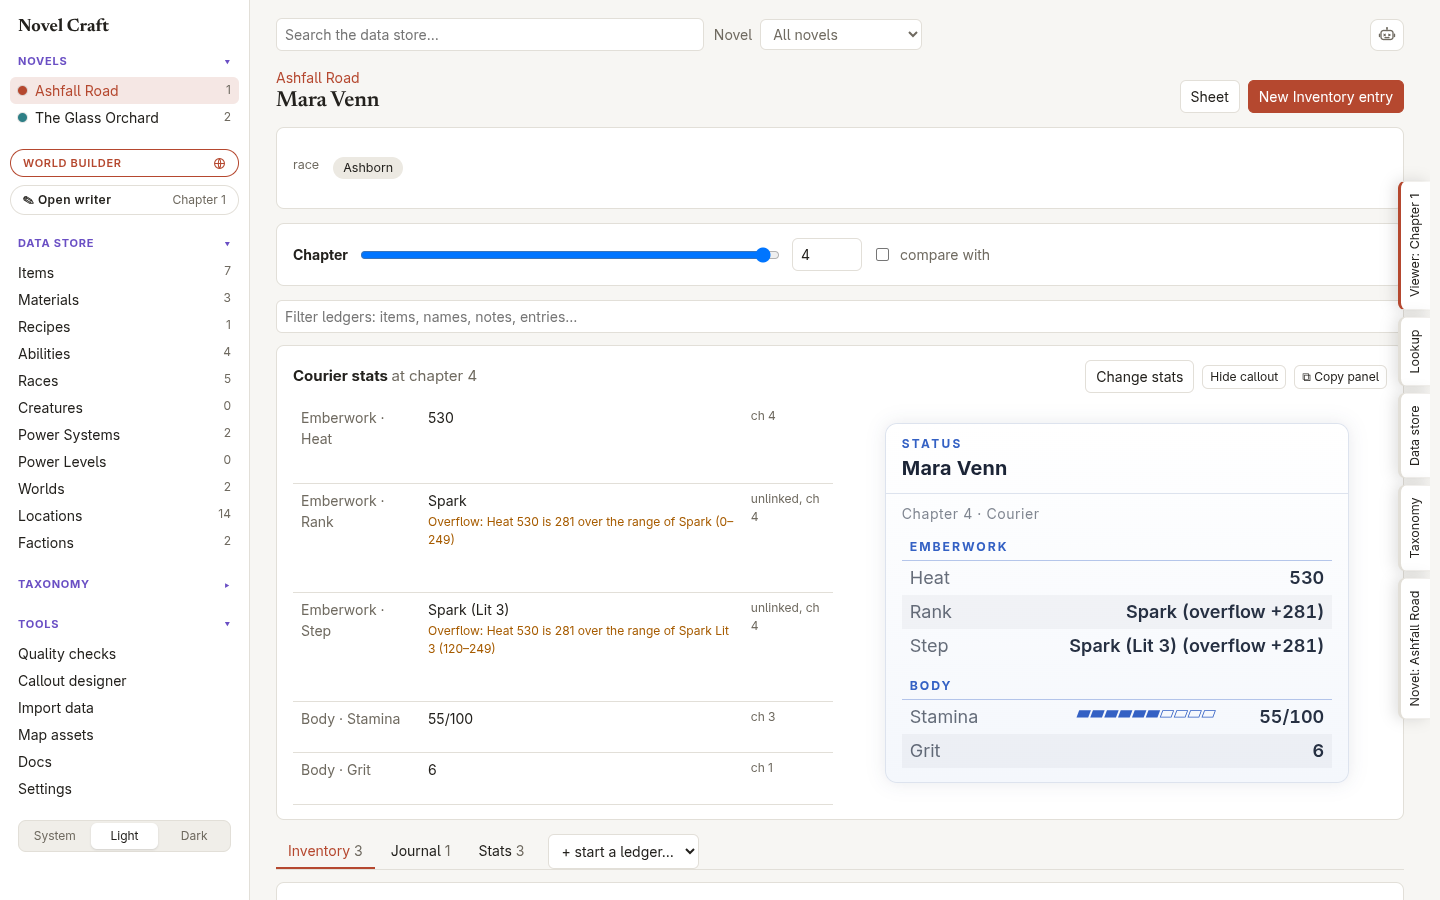 Novel Craft
NOVELS
Ashfall Road 1
The Glass Orchard 2
WORLD BUILDER
Open writer Chapter 1
DATA STORE
Items 7
Materials 3
Recipes 1
Abilities 4
Races 5
Creatures 0
Power Systems 2
Power Levels 0
Worlds 2
Locations 14
Factions 2
TAXONOMY
TOOLS
Quality checks
Callout designer
Import data
Map assets
Docs
Settings
System Light Dark
Search the data store... Novel All novels
Ashfall Road
Mara Venn
Sheet New Inventory entry
race Ashborn
Chapter 4 compare with
Filter ledgers: items, names, notes, entries...
Courier stats at chapter 4
Change stats Hide callout Copy panel
Emberwork · 530 ch 4
Heat
Emberwork · Spark unlinked, ch
Rank Overflow: Heat 530 is 281 over the range of Spark (0– 4
249)
Emberwork · Spark (Lit 3) unlinked, ch
Step Overflow: Heat 530 is 281 over the range of Spark Lit 4
3 (120–249)
Body · Stamina 55/100 ch 3
Body · Grit 6 ch 1
STATUS
Mara Venn
Chapter 4 · Courier
EMBERWORK
Heat 530
Rank Spark (overflow +281)
Step Spark (Lit 3) (overflow +281)
BODY
Stamina 55/100
Grit 6
Inventory 3 Journal 1 Stats 3 + start a ledger...
Viewer: Chapter 1
Lookup
Data store
Taxonomy
Novel: Ashfall Road